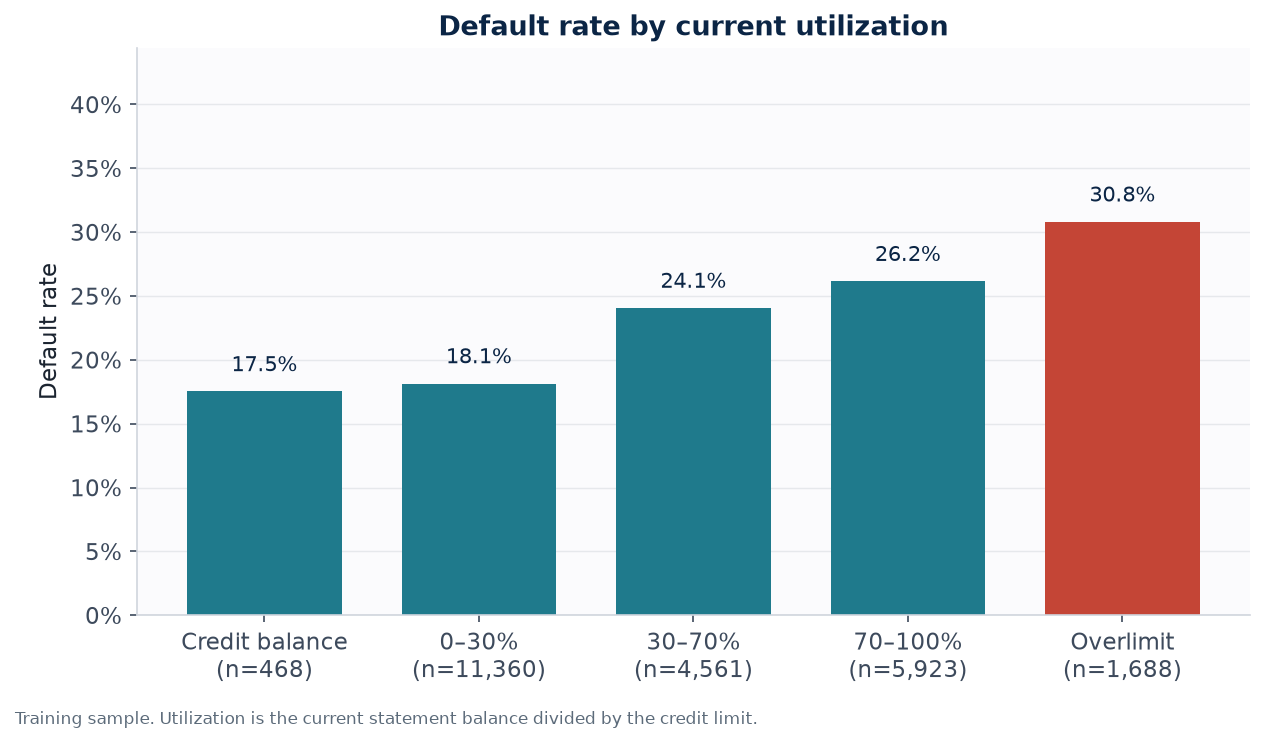 Default rate by current utilization
Default rate
40%
35%
30%
25%
20%
15%
10%
5%
0%
17.5%
18.1%
24.1%
26.2%
30.8%
Credit balance
(n=468)
0–30%
(n=11,360)
30–70%
(n=4,561)
70–100%
(n=5,923)
Overlimit
(n=1,688)
Training sample. Utilization is the current statement balance divided by the credit limit.